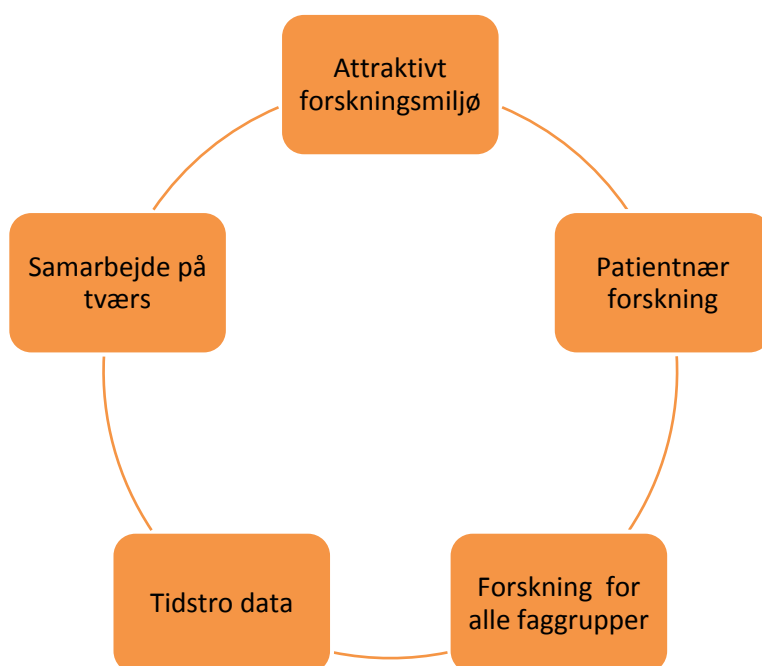 Attraktivt
forskningsmiljø
Patientnær
forskning
Forskning  for
alle faggrupper
Tidstro data
Samarbejde på
tværs